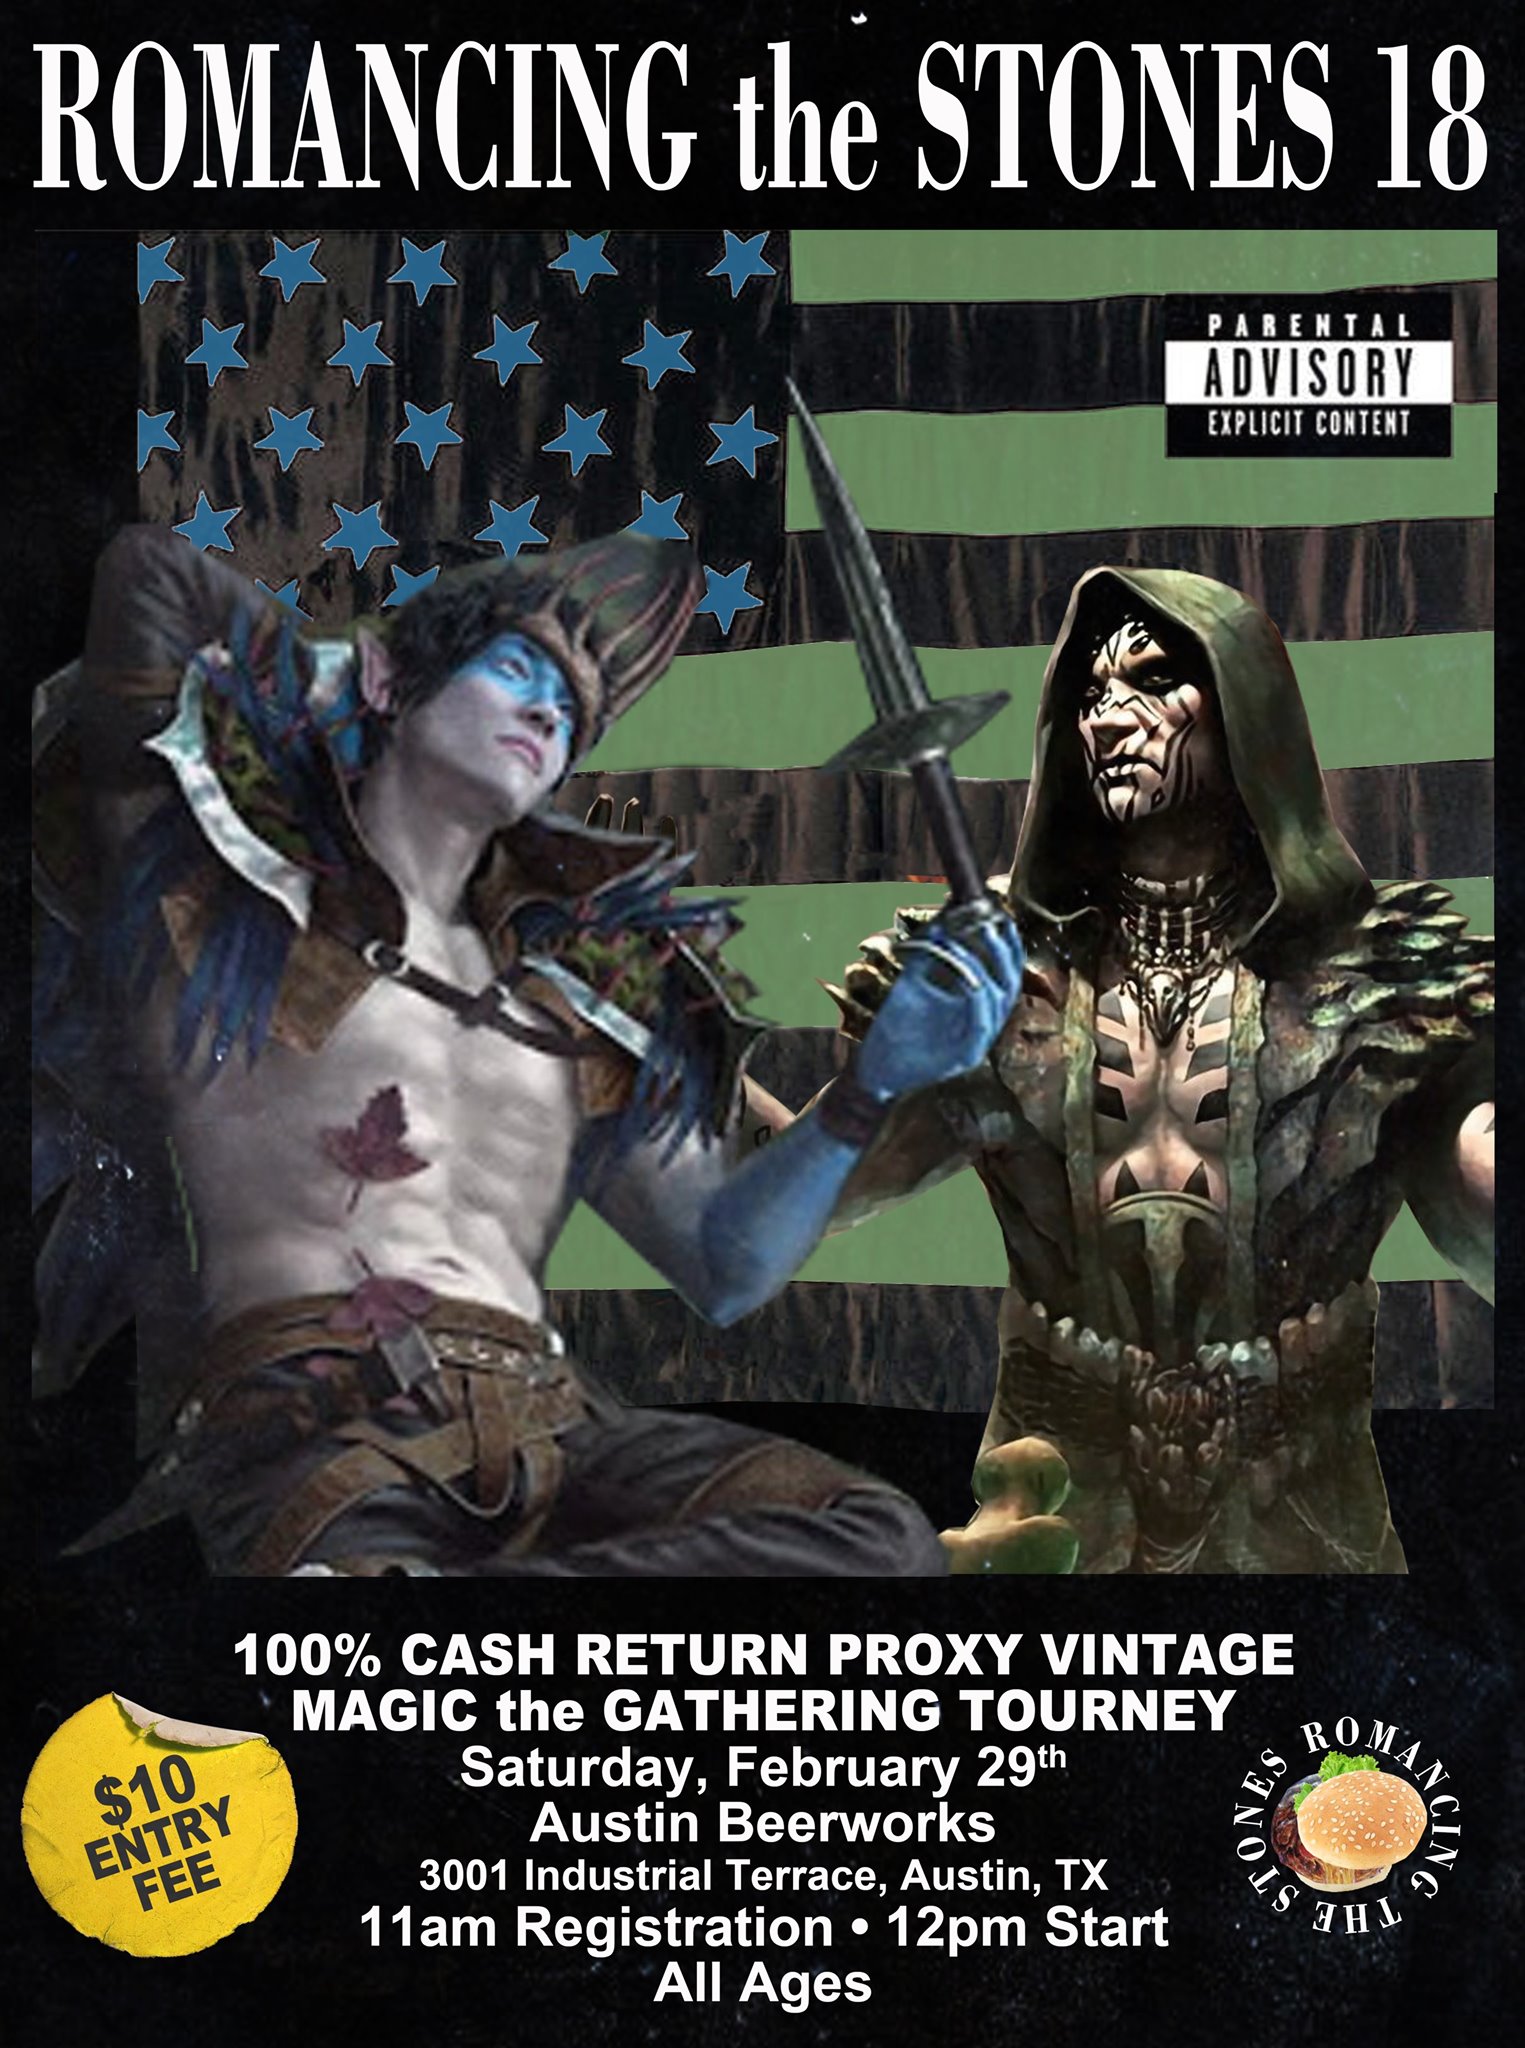 ROMANCING the STONES 18
PARENTAL
ADVISORY
EXPLICIT CONTENT
100% CASH RETURN PROXY VINTAGE
MAGIC the GATHERING TOURNEY
Saturday, February 29th
Austin Beerworks
3001 Industrial Terrace, Austin, TX
11am Registration • 12pm Start
All Ages
$10
ENTRY
FEE
ROMANCING THE STONES